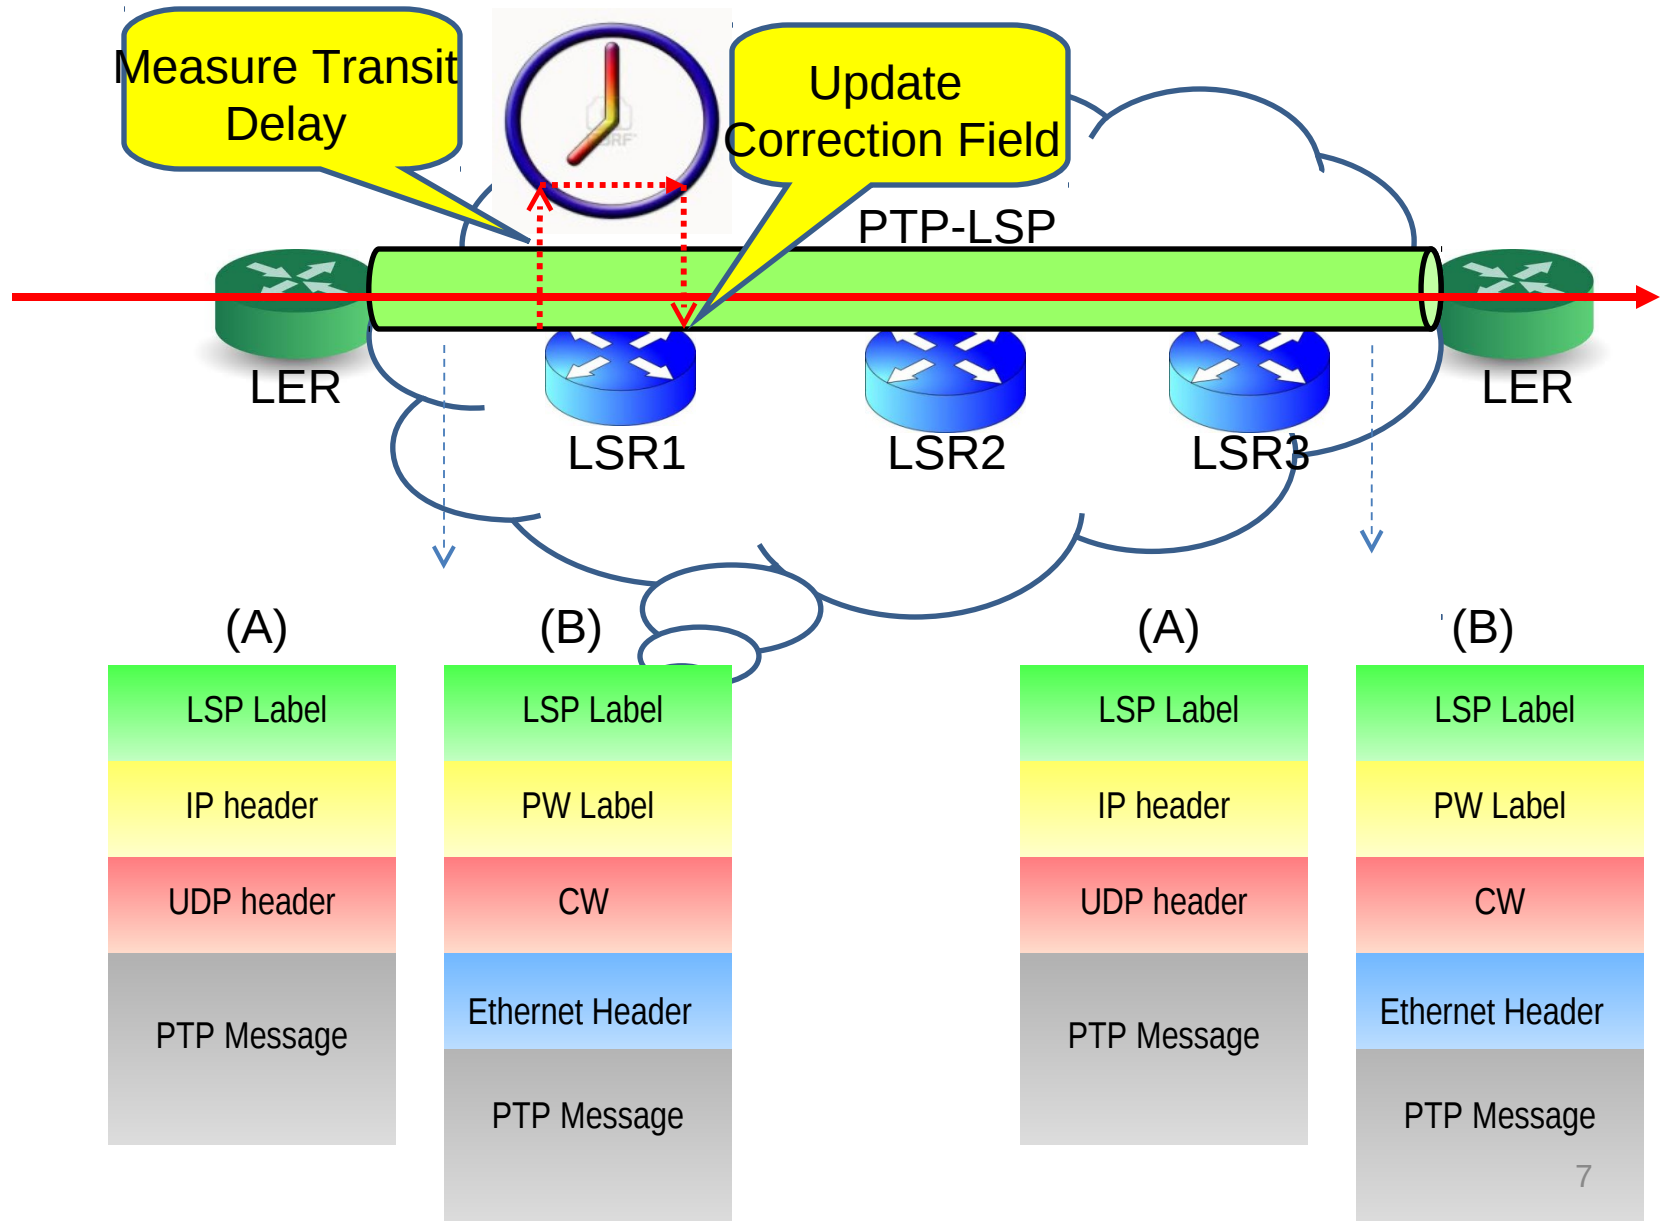 Measure Transit
Delay
Update
Correction Field
PTP-LSP
LER
LER
LSR1
LSR2
LSR3
(A)
(B)
(A)
(B)
LSP Label
LSP Label
LSP Label
LSP Label
IP header
PW Label
IP header
PW Label
UDP header
CW
UDP header
CW
Ethernet Header
Ethernet Header
PTP Message
PTP Message
PTP Message
PTP Message
7